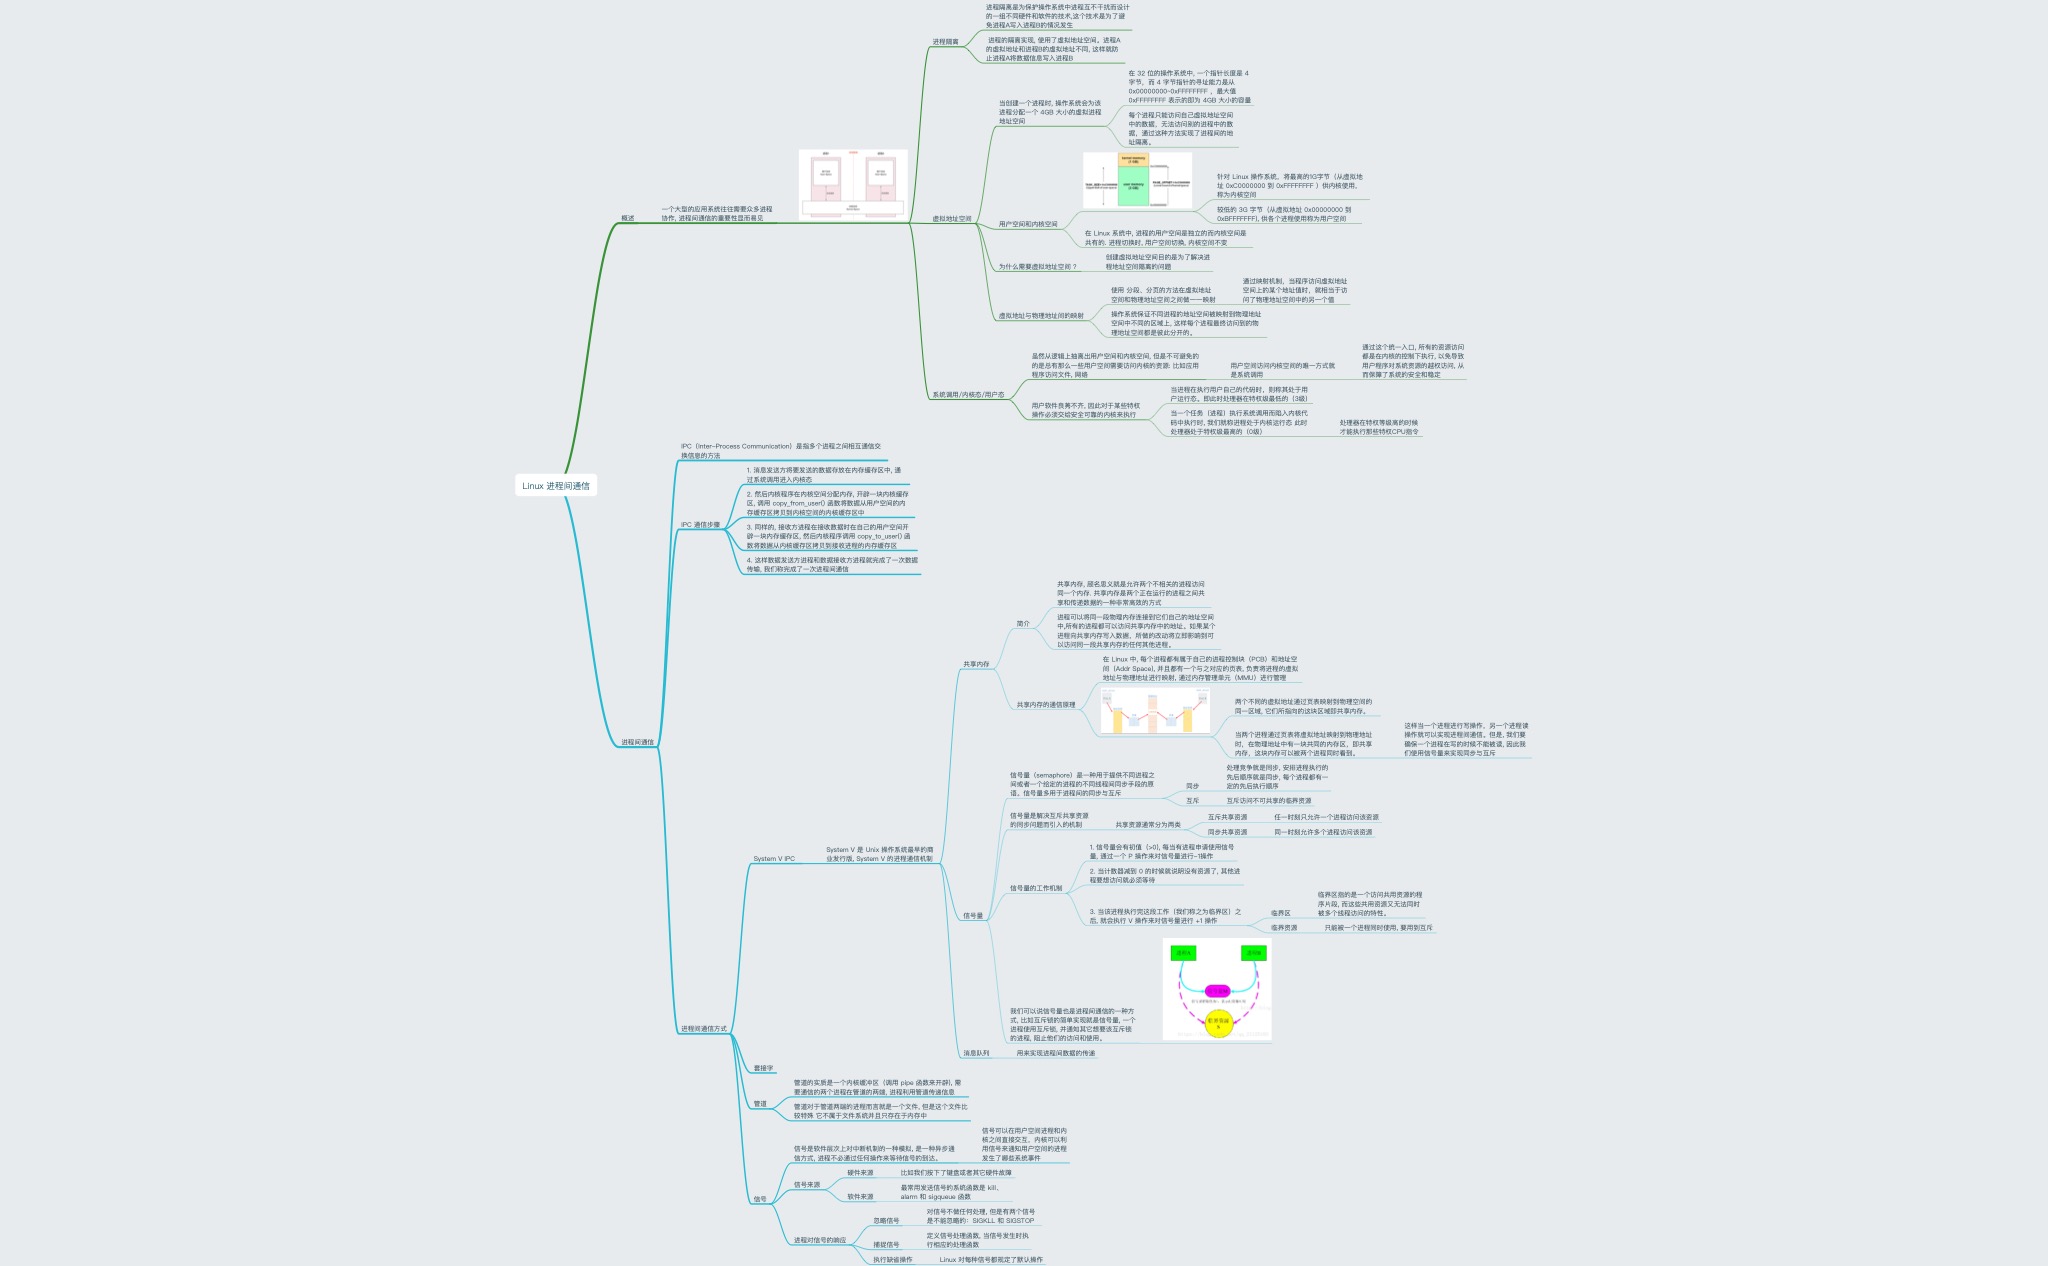 Linux 进程间通信
概述
一个大型的应用系统往往需要众多进程
协作, 进程间通信的重要性显而易见
进程隔离
进程隔离是为保护操作系统中进程互不干扰而设计
的一组不同硬件和软件的技术,这个技术是为了避
免进程A写入进程B的情况发生
进程的隔离实现, 使用了虚拟地址空间。进程A
的虚拟地址和进程B的虚拟地址不同, 这样就防
止进程A将数据信息写入进程B
虚拟地址空间
当创建一个进程时, 操作系统会为该
进程分配一个 4GB 大小的虚拟进程
地址空间
在 32 位的操作系统中, 一个指针长度是 4
字节，而 4 字节指针的寻址能力是从
0x00000000~0xFFFFFFFF ，最大值
0xFFFFFFFF 表示的即为 4GB 大小的容量
每个进程只能访问自己虚拟地址空间
中的数据，无法访问别的进程中的数
据，通过这种方法实现了进程间的地
址隔离。
用户空间和内核空间
针对 Linux 操作系统，将最高的1G字节（从虚拟地
址 0xC0000000 到 0xFFFFFFFF ）供内核使用,
称为内核空间
较低的 3G 字节（从虚拟地址 0x00000000 到
0xBFFFFFFF), 供各个进程使用称为用户空间
在 Linux 系统中, 进程的用户空间是独立的而内核空间是
共有的. 进程切换时, 用户空间切换, 内核空间不变
为什么需要虚拟地址空间 ？
创建虚拟地址空间目的是为了解决进
程地址空间隔离的问题
虚拟地址与物理地址间的映射
使用 分段、分页的方法在虚拟地址
空间和物理地址空间之间做一一映射
通过映射机制，当程序访问虚拟地址
空间上的某个地址值时，就相当于访
问了物理地址空间中的另一个值
操作系统保证不同进程的地址空间被映射到物理地址
空间中不同的区域上, 这样每个进程最终访问到的物
理地址空间都是彼此分开的。
系统调用/内核态/用户态
虽然从逻辑上抽离出用户空间和内核空间, 但是不可避免的
的是总有那么一些用户空间需要访问内核的资源: 比如应用
程序访问文件, 网络
用户空间访问内核空间的唯一方式就
是系统调用
通过这个统一入口, 所有的资源访问
都是在内核的控制下执行, 以免导致
用户程序对系统资源的越权访问, 从
而保障了系统的安全和稳定
用户软件良莠不齐, 因此对于某些特权
操作必须交给安全可靠的内核来执行
当进程在执行用户自己的代码时，则称其处于用
户运行态。即此时处理器在特权级最低的（3级）
当一个任务（进程）执行系统调用而陷入内核代
码中执行时, 我们就称进程处于内核运行态 此时
处理器处于特权级最高的（0级）
处理器在特权等级高的时候
才能执行那些特权CPU指令
进程间通信
IPC（Inter-Process Communication）是指多个进程之间相互通信交
换信息的方法
IPC 通信步骤
1. 消息发送方将要发送的数据存放在内存缓存区中, 通
过系统调用进入内核态
2. 然后内核程序在内核空间分配内存, 开辟一块内核缓存
区, 调用 copy_from_user() 函数将数据从用户空间的内
存缓存区拷贝到内核空间的内核缓存区中
3. 同样的, 接收方进程在接收数据时在自己的用户空间开
辟一块内存缓存区, 然后内核程序调用 copy_to_user() 函
数将数据从内核缓存区拷贝到接收进程的内存缓存区
4. 这样数据发送方进程和数据接收方进程就完成了一次数据
传输, 我们称完成了一次进程间通信
进程间通信方式
System V IPC
System V 是 Unix 操作系统最早的商
业发行版, System V 的进程通信机制
共享内存
简介
共享内存, 顾名思义就是允许两个不相关的进程访问
同一个内存. 共享内存是两个正在运行的进程之间共
享和传递数据的一种非常高效的方式
进程可以将同一段物理内存连接到它们自己的地址空间
中,所有的进程都可以访问共享内存中的地址。如果某个
进程向共享内存写入数据，所做的改动将立即影响到可
以访问同一段共享内存的任何其他进程。
共享内存的通信原理
在 Linux 中, 每个进程都有属于自己的进程控制块（PCB）和地址空
间（Addr Space), 并且都有一个与之对应的页表, 负责将进程的虚拟
地址与物理地址进行映射, 通过内存管理单元（MMU）进行管理
两个不同的虚拟地址通过页表映射到物理空间的
同一区域, 它们所指向的这块区域即共享内存。
当两个进程通过页表将虚拟地址映射到物理地址
时，在物理地址中有一块共同的内存区，即共享
内存，这块内存可以被两个进程同时看到。
这样当一个进程进行写操作，另一个进程读
操作就可以实现进程间通信。但是, 我们要
确保一个进程在写的时候不能被读, 因此我
们使用信号量来实现同步与互斥
信号量
信号量（semaphore）是一种用于提供不同进程之
间或者一个给定的进程的不同线程间同步手段的原
语。信号量多用于进程间的同步与互斥
同步
处理竞争就是同步, 安排进程执行的
先后顺序就是同步, 每个进程都有一
定的先后执行顺序
互斥
互斥访问不可共享的临界资源
信号量是解决互斥共享资源
的同步问题而引入的机制
共享资源通常分为两类
互斥共享资源
任一时刻只允许一个进程访问该资源
同步共享资源
同一时刻允许多个进程访问该资源
信号量的工作机制
1. 信号量会有初值（>0), 每当有进程申请使用信号
量, 通过一个 P 操作来对信号量进行-1操作
2. 当计数器减到 0 的时候就说明没有资源了, 其他进
程要想访问就必须等待
3. 当该进程执行完这段工作（我们称之为临界区）之
后, 就会执行 V 操作来对信号量进行 +1 操作
临界区
临界区指的是一个访问共用资源的程
序片段, 而这些共用资源又无法同时
被多个线程访问的特性。
临界资源
只能被一个进程同时使用, 要用到互斥
我们可以说信号量也是进程间通信的一种方
式, 比如互斥锁的简单实现就是信号量, 一个
进程使用互斥锁, 并通知其它想要该互斥锁
的进程, 阻止他们的访问和使用。
消息队列
用来实现进程间数据的传递
套接字
管道
管道的实质是一个内核缓冲区（调用 pipe 函数来开辟), 需
要通信的两个进程在管道的两端, 进程利用管道传递信息
管道对于管道两端的进程而言就是一个文件, 但是这个文件比
较特殊 它不属于文件系统并且只存在于内存中
信号
信号是软件层次上对中断机制的一种模拟, 是一种异步通
信方式, 进程不必通过任何操作来等待信号的到达。
信号可以在用户空间进程和内
核之间直接交互，内核可以利
用信号来通知用户空间的进程
发生了哪些系统事件
信号来源
硬件来源
比如我们按下了键盘或者其它硬件故障
软件来源
最常用发送信号的系统函数是 kill、
alarm 和 sigqueue 函数
进程对信号的响应
忽略信号
对信号不做任何处理, 但是有两个信号
是不能忽略的：SIGKLL 和 SIGSTOP
捕捉信号
定义信号处理函数, 当信号发生时执
行相应的处理函数
执行缺省操作
Linux 对每种信号都规定了默认操作